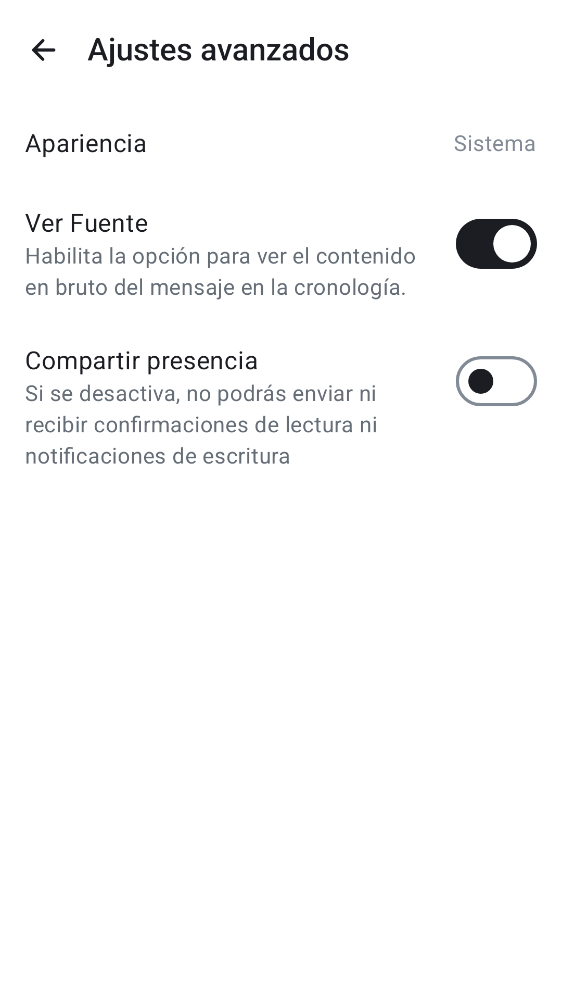 Ajustes avanzados
Apariencia
Sistema
Ver Fuente
Habilita la opción para ver el contenido
en bruto del mensaje en la cronología.
Compartir presencia
Si se desactiva, no podrás enviar ni
recibir confirmaciones de lectura ni
notificaciones de escritura